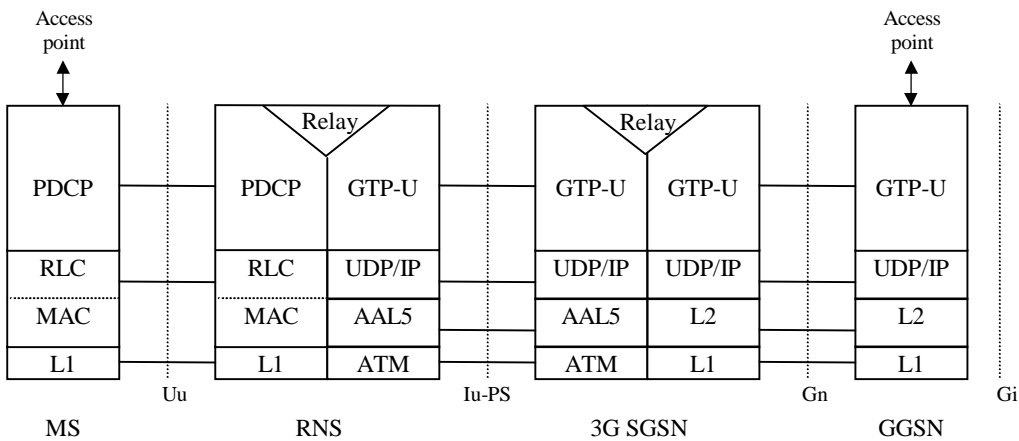 Access
point
Access
point
Relay
Relay
PDCP
PDCP
GTP-U
GTP-U
GTP-U
GTP-U
RLC
RLC
UDP/IP
UDP/IP
UDP/IP
UDP/IP
MAC
MAC
AAL5
AAL5
L2
L2
L1
L1
ATM
ATM
L1
L1
Uu
Iu-PS
Gn
Gi
MS
RNS
3G SGSN
GGSN